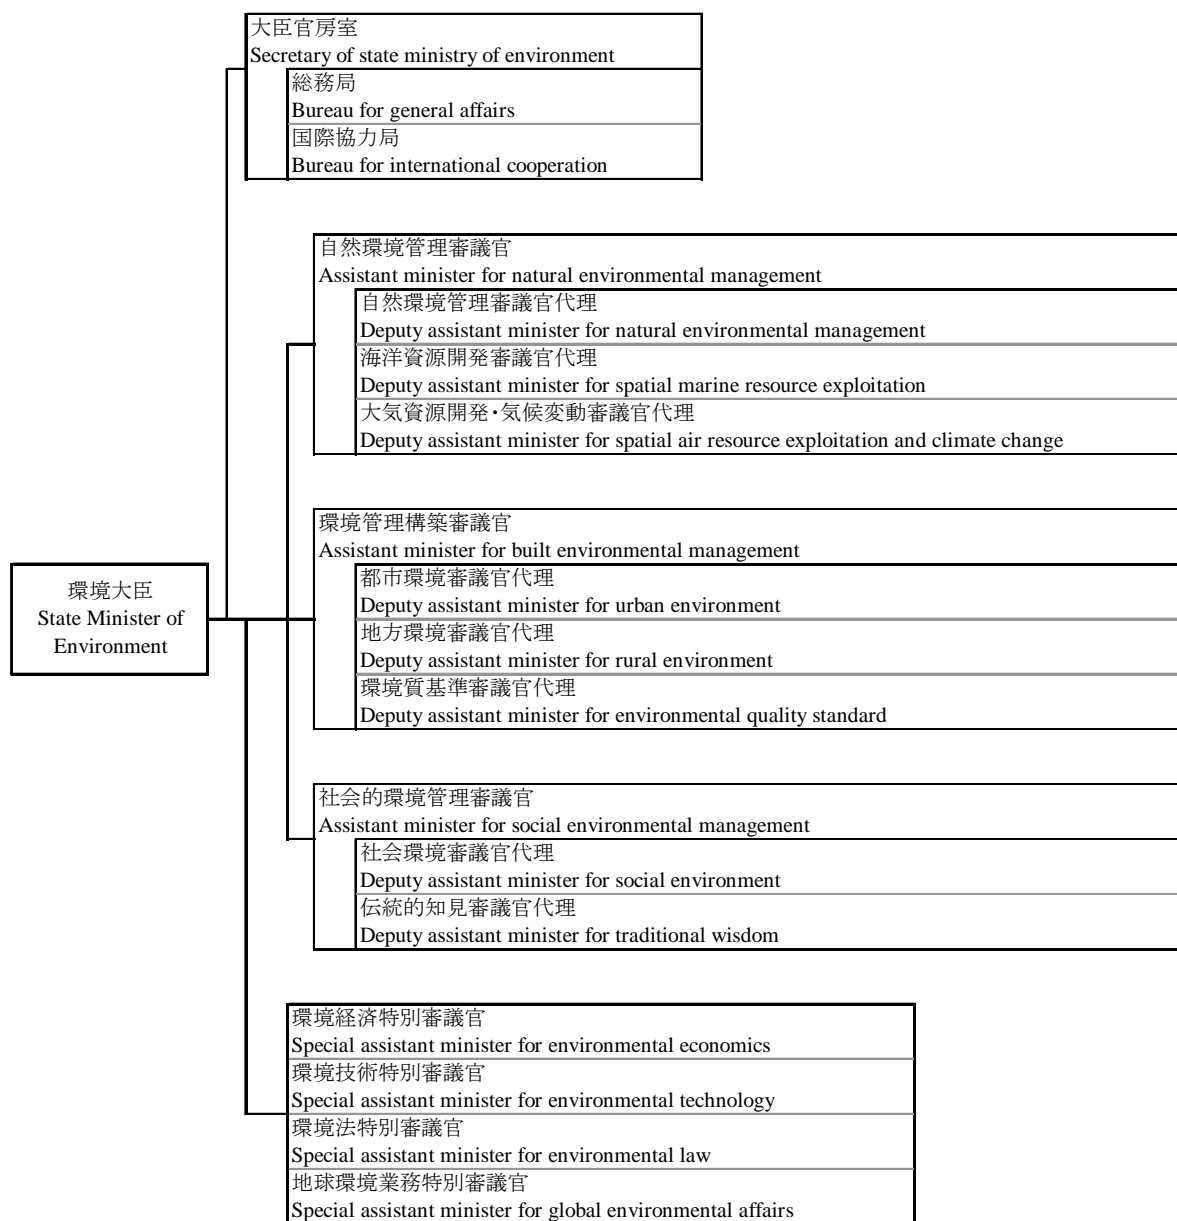 大臣官房室
Secretary of state ministry of environment
総務局
Bureau for general affairs
国際協力局
Bureau for international cooperation
自然環境管理審議官
Assistant minister for natural environmental management
自然環境管理審議官代理
Deputy assistant minister for natural environmental management
海洋資源開発審議官代理
Deputy assistant minister for spatial marine resource exploitation
大気資源開発・気候変動審議官代理
Deputy assistant minister for spatial air resource exploitation and climate change
環境管理構築審議官
Assistant minister for built environmental management
環境大臣
State Minister of
Environment
都市環境審議官代理
Deputy assistant minister for urban environment
地方環境審議官代理
Deputy assistant minister for rural environment
環境質基準審議官代理
Deputy assistant minister for environmental quality standard
社会的環境管理審議官
Assistant minister for social environmental management
社会環境審議官代理
Deputy assistant minister for social environment
伝統的知見審議官代理
Deputy assistant minister for traditional wisdom
環境経済特別審議官
Special assistant minister for environmental economics
環境技術特別審議官
Special assistant minister for environmental technology
環境法特別審議官
Special assistant minister for environmental law
地球環境業務特別審議官
Special assistant minister for global environmental affairs